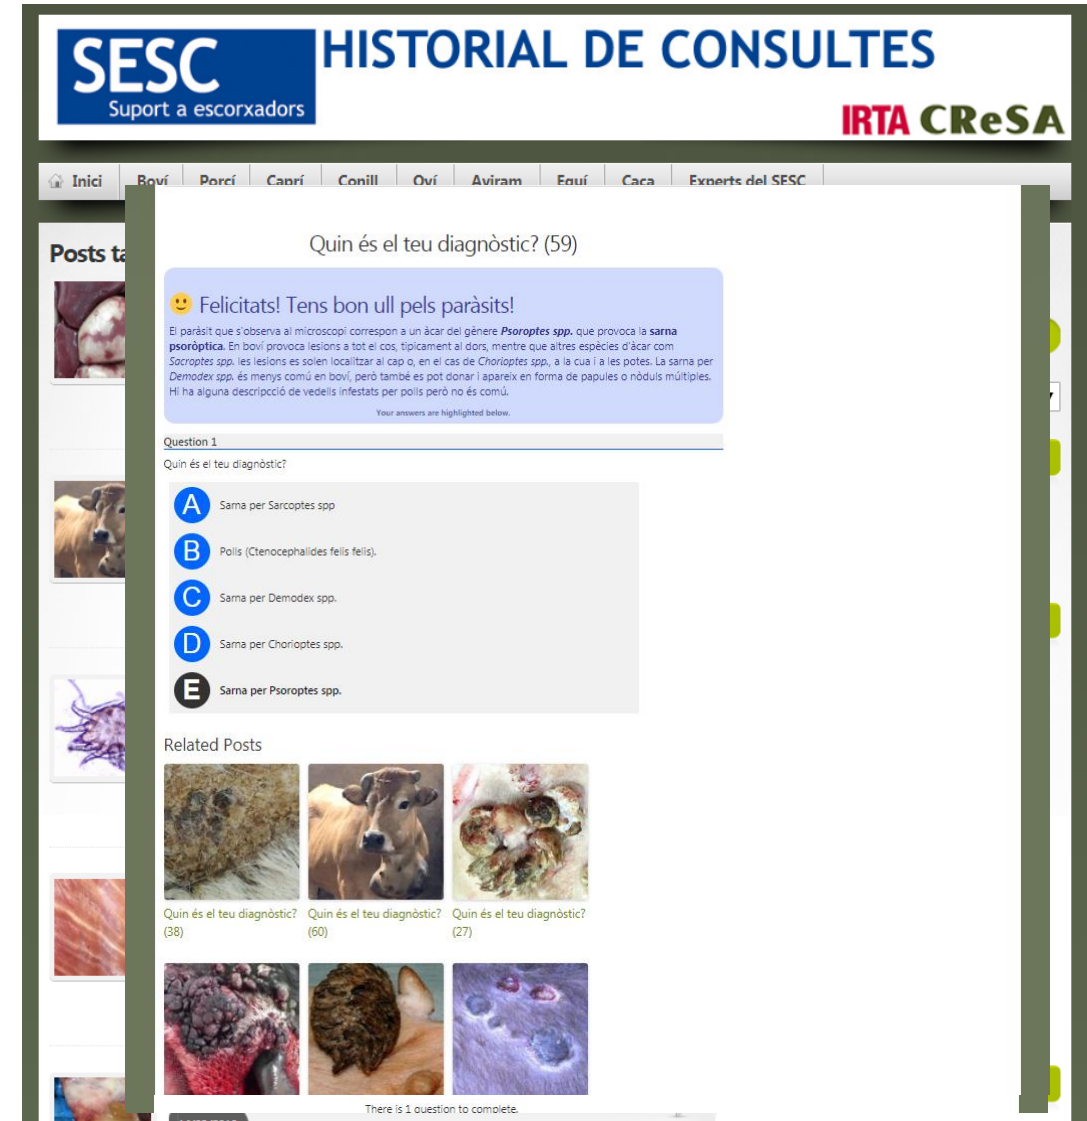 SESC
Suport a escorxadors
HISTORIAL DE CONSULTES
IRTA CReSA
Inici Boví Porcí Caprí Conill Oví Aviram Equí Caça Experts del SESC
Posts ta
Quin és el teu diagnòstic? (59)
Felicitats! Tens bon ull pels paràsits!
El paràsit que s'observa al microscopi correspon a un àcar del gènere Psoroptes spp. que provoca la sarna
psoròptica. En boví provoca lesions a tot el cos, típicament al dors, mentre que altres espècies d'àcar com
Sacroptes spp. les lesions es solen localitzar al cap o, en el cas de Chorioptes spp., a la cua i a les potes. La sarna per
Demodex spp. és menys comú en boví, però també es pot donar i apareix en forma de papules o nòduls múltiples.
Hi ha alguna descripcció de vedells infestats per polls però no és comú.
Your answers are highlighted below.
Question 1
Quin és el teu diagnòstic?
A Sarna per Sarcoptes spp
B Polls (Ctenocephalides felis felis).
C Sarna per Demodex spp.
D Sarna per Chorioptes spp.
E Sarna per Psoroptes spp.
Related Posts
Quin és el teu diagnòstic? Quin és el teu diagnòstic? Quin és el teu diagnòstic?
(38) (60) (27)
There is 1 question to complete.